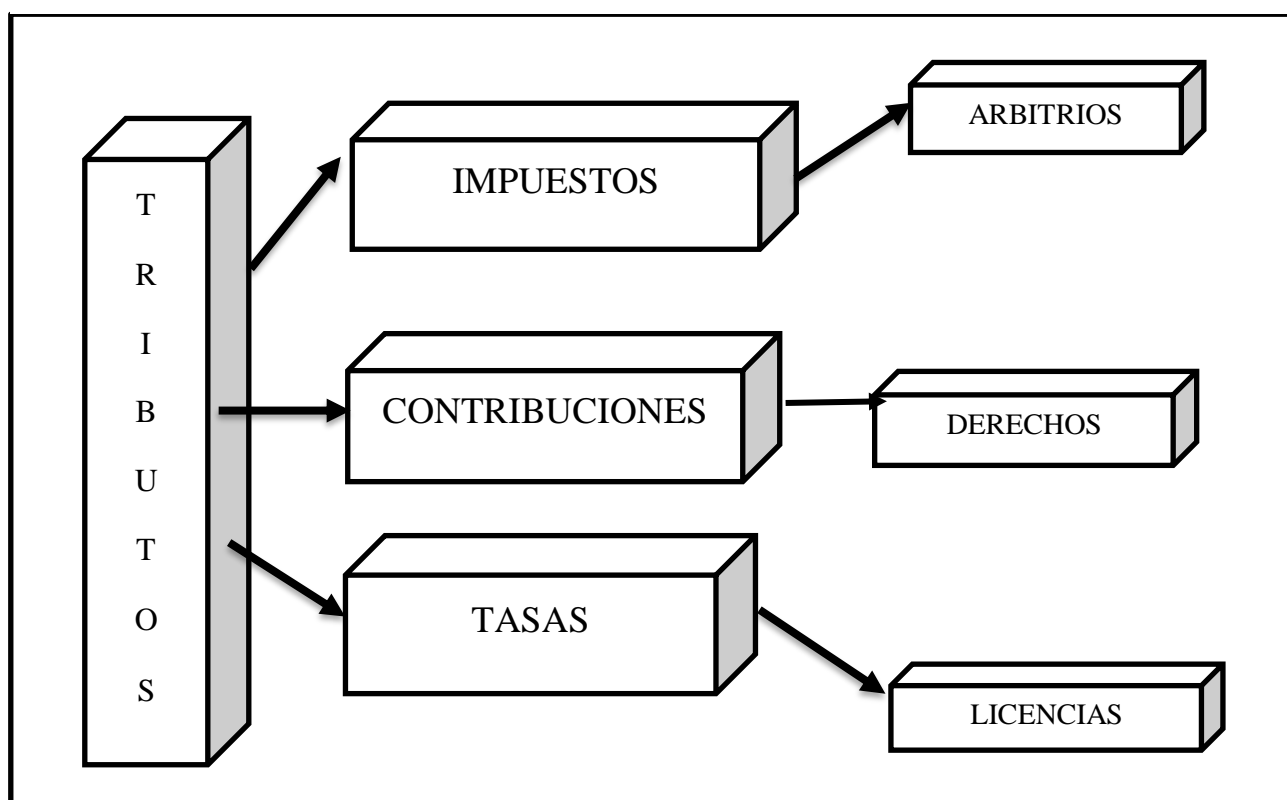 T
R
I
B
U
T
O
S
IMPUESTOS
ARBITRIOS
CONTRIBUCIONES
DERECHOS
TASAS
LICENCIAS